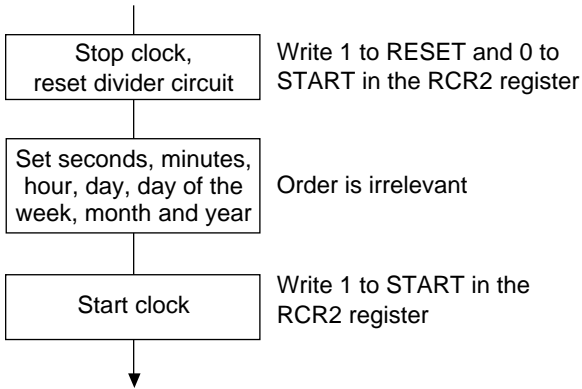 Stop clock,
reset divider circuit
Write 1 to RESET and 0 to
START in the RCR2 register
Set seconds, minutes,
hour, day, day of the
week, month and year
Order is irrelevant
Start clock
Write 1 to START in the
RCR2 register